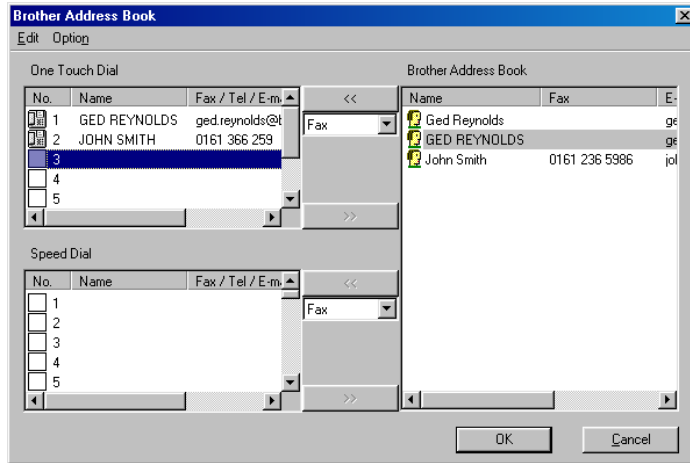 Brother Address Book
Edit Option
One Touch Dial
No. Name Fax / Tel / E-m
1 GED REYNOLDS ged.reynolds@b
2 JOHN SMITH 0161 366 259
3
4
5
<<
Fax
>>
Speed Dial
No. Name Fax / Tel / E-m
1
2
3
4
5
<<
Fax
>>
Brother Address Book
Name Fax E-
Ged Reynolds ge
GED REYNOLDS ge
John Smith 0161 236 5986 jol
OK Cancel